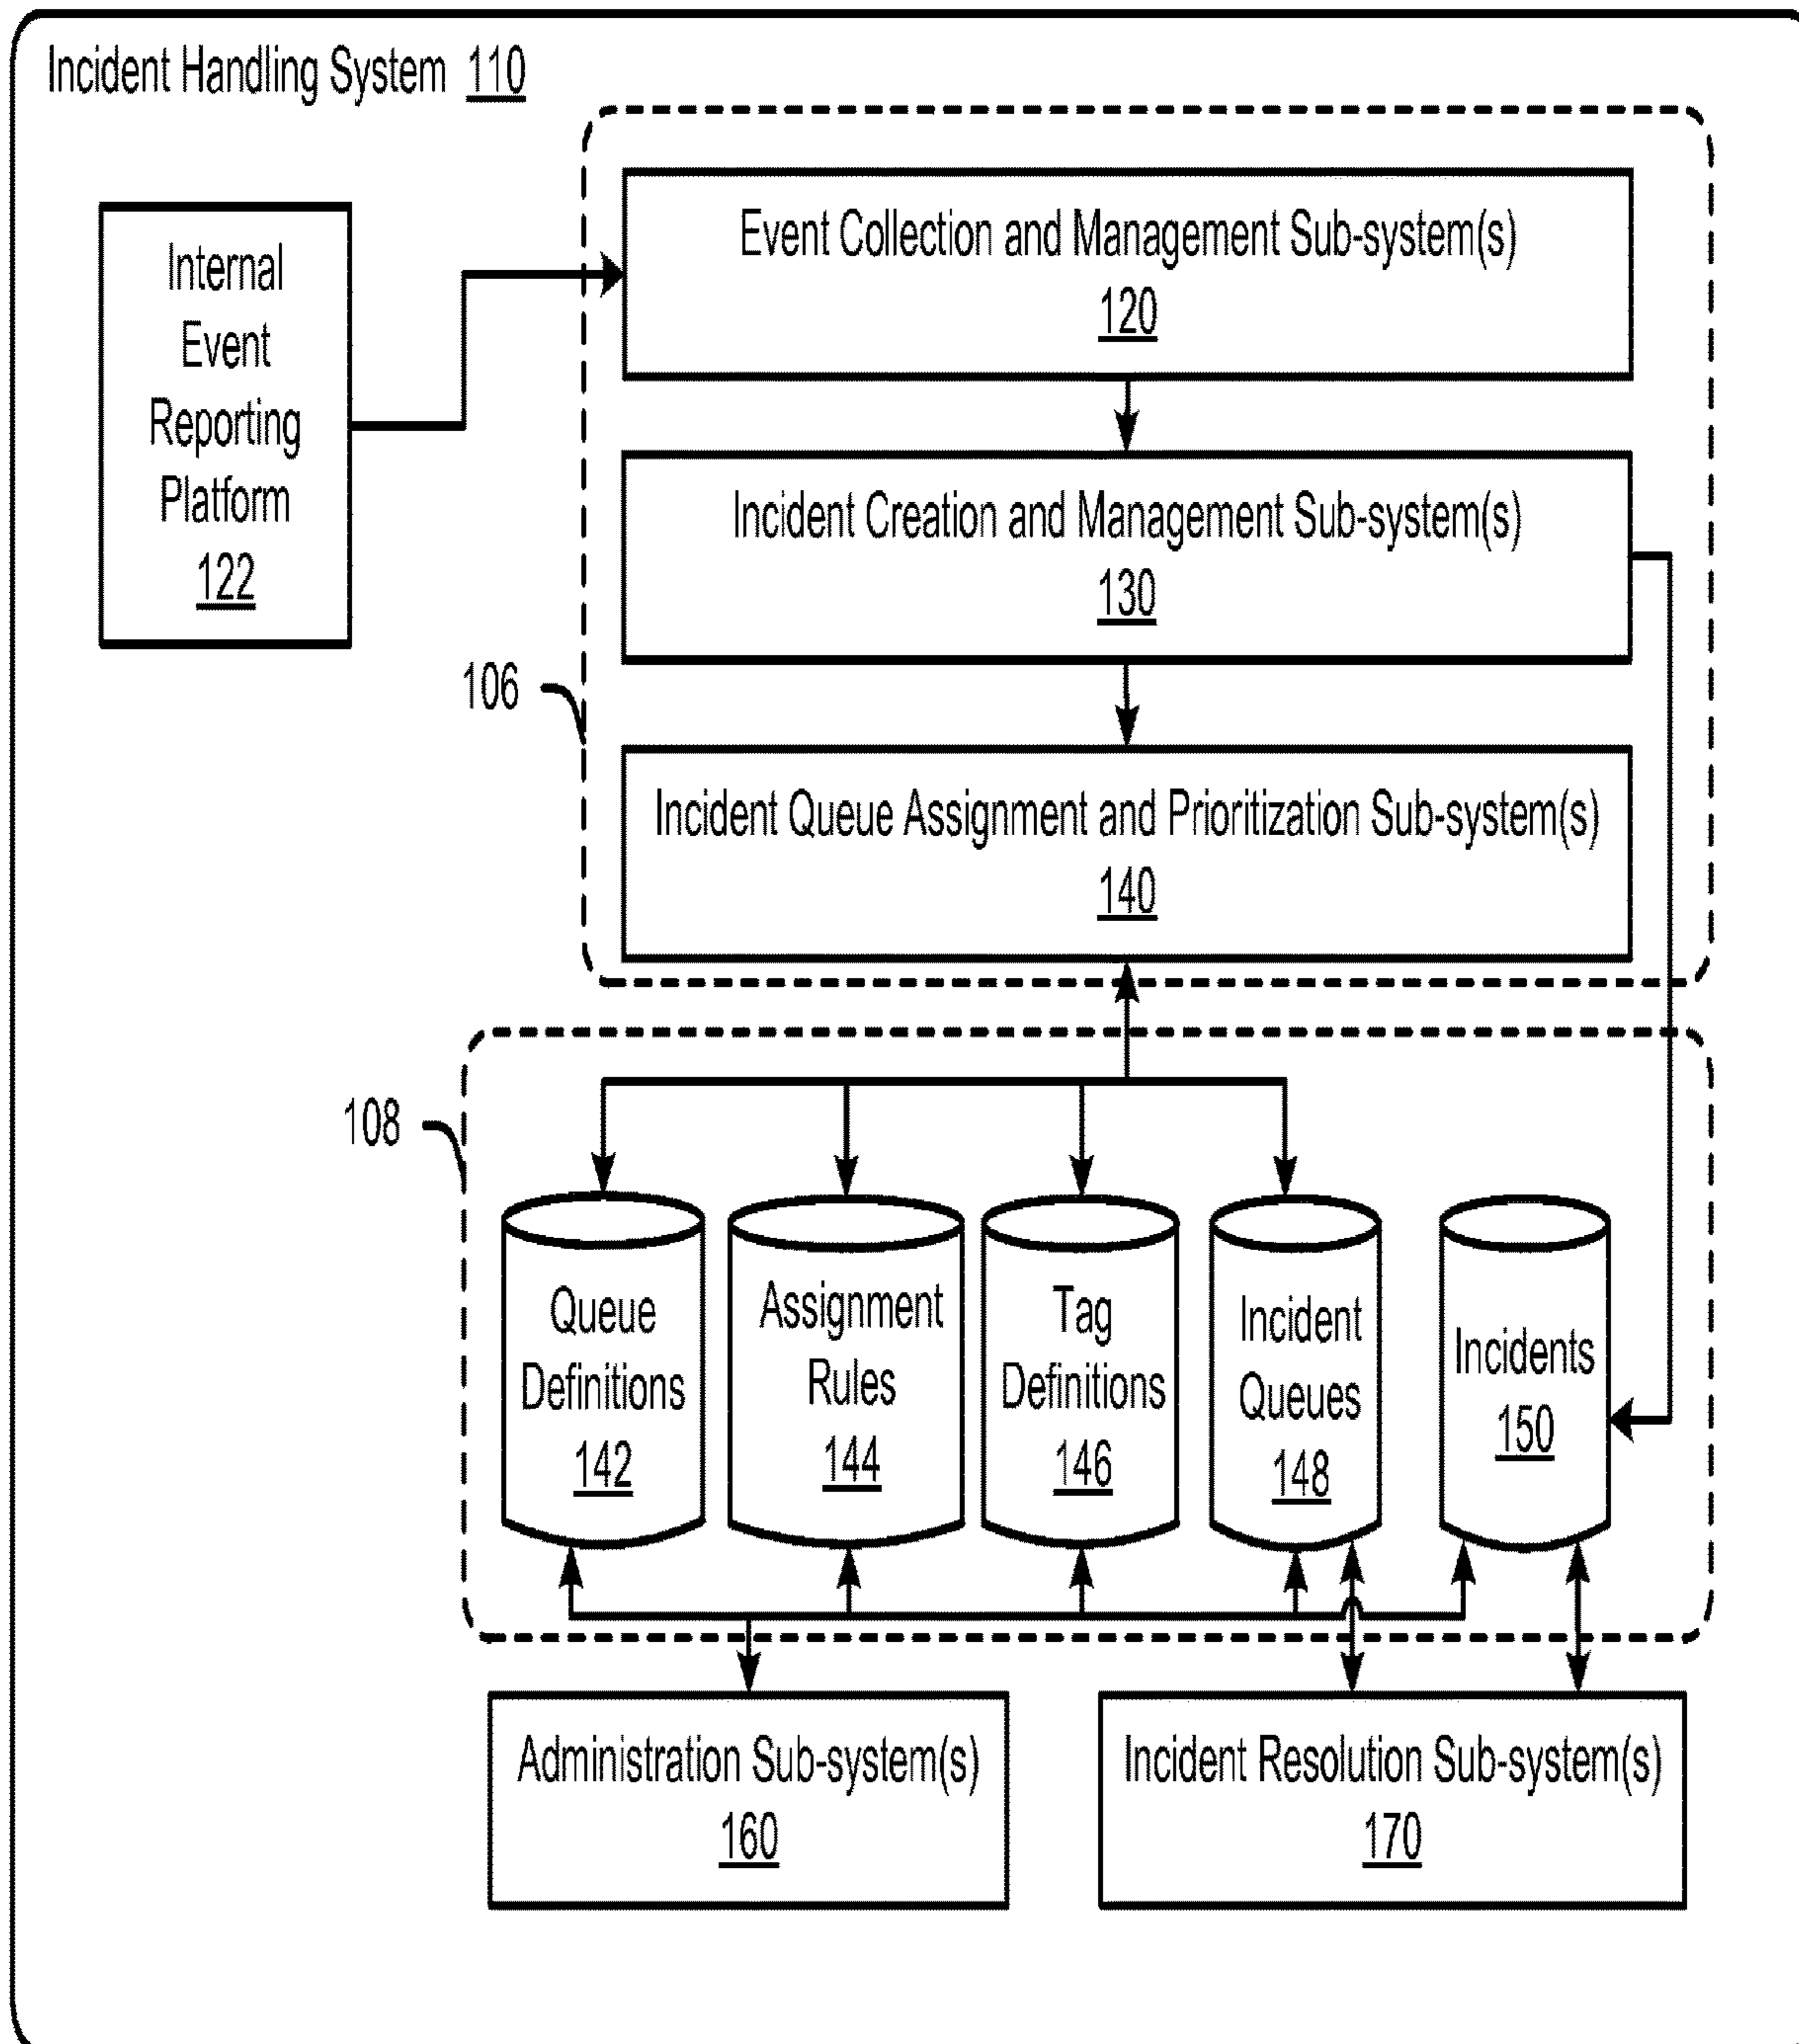 Incident Handling System 110
Internal
Event
Reporting
Platform
122
Event Collection and Management Sub-system(s)
120
Incident Creation and Management Sub-system(s)
130
106
Incident Queue Assignment and Prioritization Sub-system(s)
140
108
Queue
Definitions
142
Assignment
Rules
144
Tag
Definitions
146
Incident
Queues
148
Incidents
150
Administration Sub-system(s)
160
Incident Resolution Sub-system(s)
170